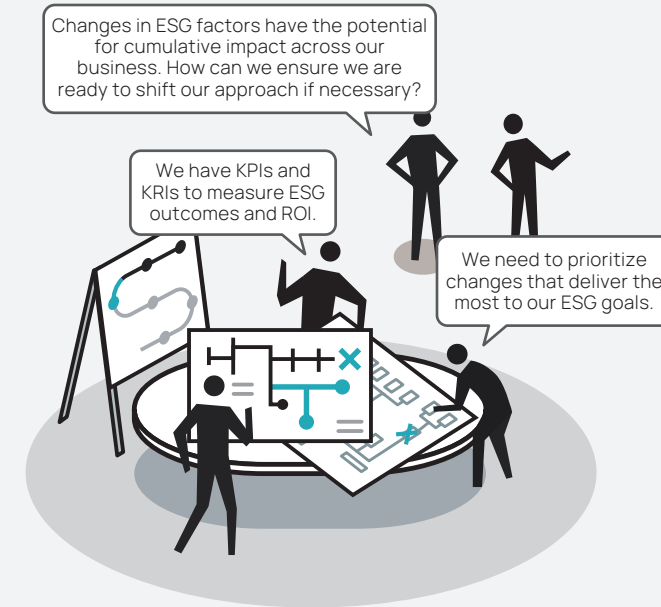 Changes in ESG factors have the potential
for cumulative impact across our
business. How can we ensure we are
ready to shift our approach if necessary?
We have KPIs and
KRIs to measure ESG
outcomes and ROI.
We need to prioritize
changes that deliver the
most to our ESG goals.